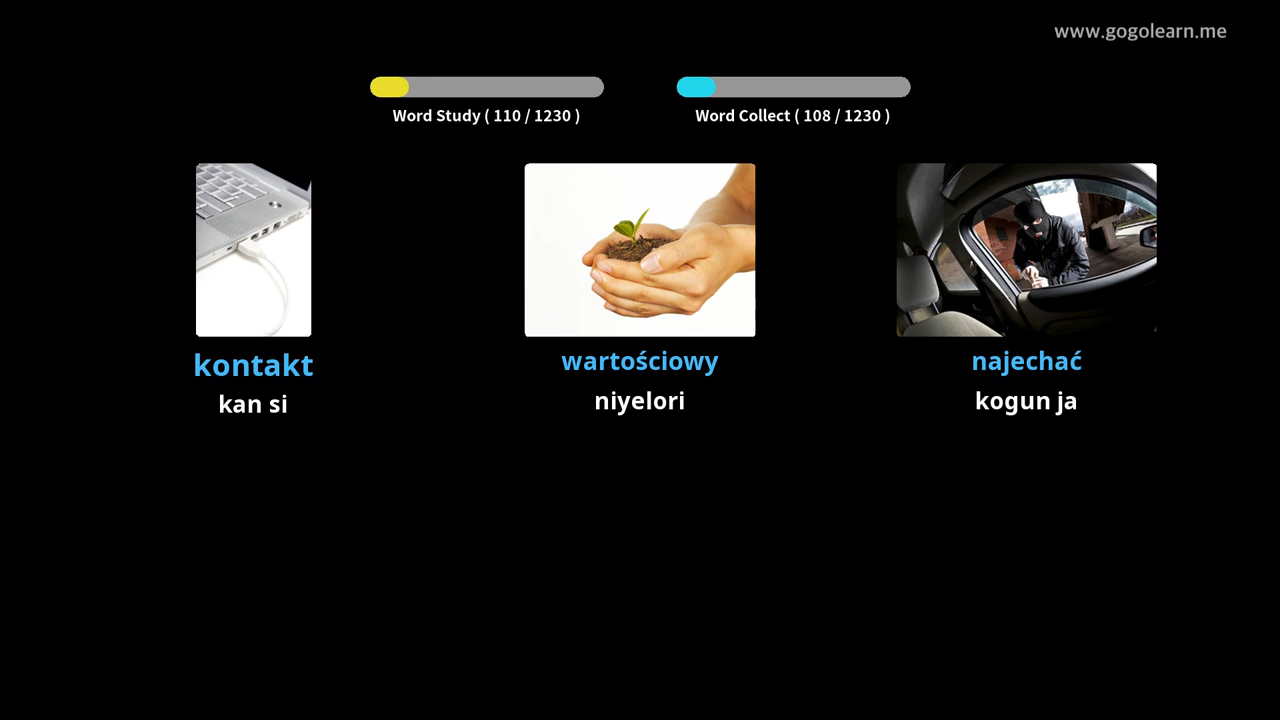 www.gogolearn.me
Word Study ( 110 / 1230 )
Word Collect ( 108 / 1230 )
kontakt
kan si
wartościowy
niyelori
najechać
kogun ja